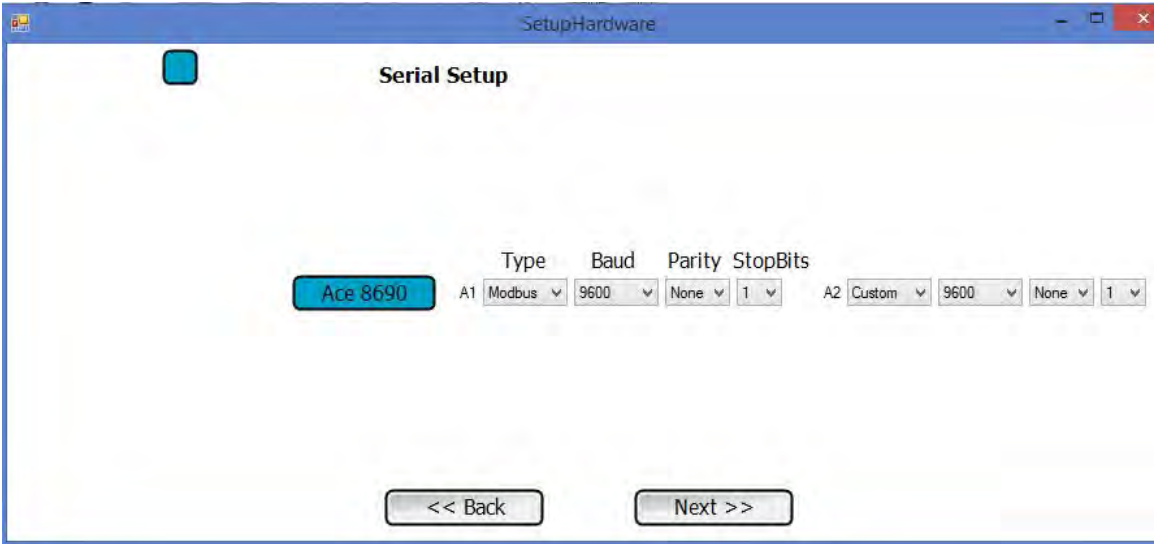 SetupHardware
Serial Setup
Type Baud Parity StopBits
Ace 8690 A1 Modbus 9600 None 1 A2 Custom 9600 None 1
<< Back Next >>